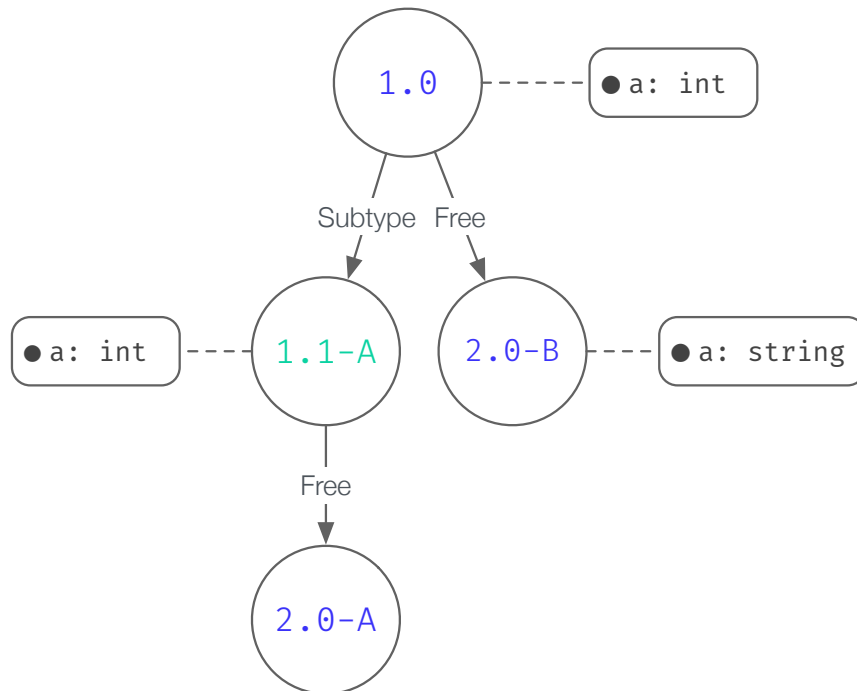 1.0
● a: int
Subtype
Free
● a: int
1.1-A
2.0-B
● a: string
Free
2.0-A